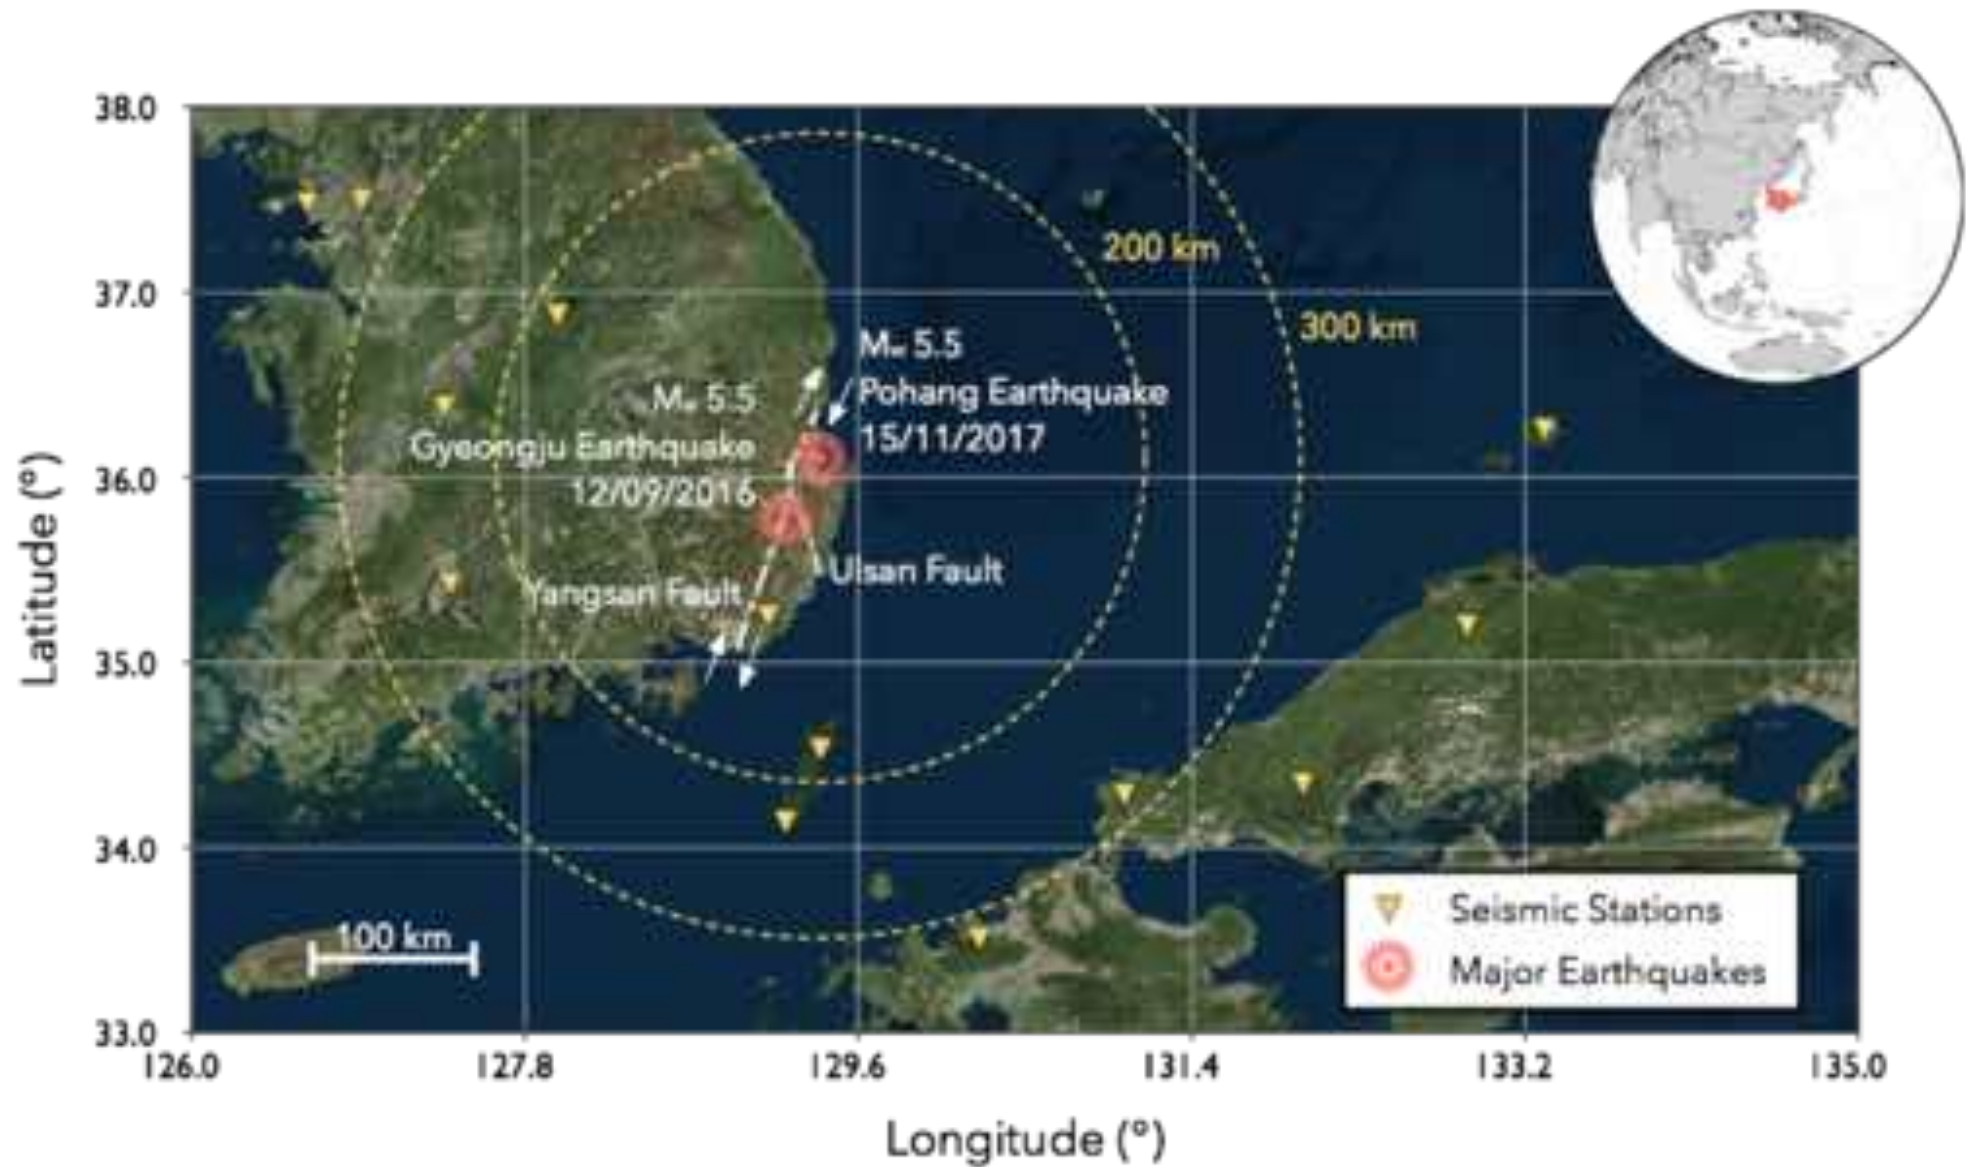 38.0
37.0
36.0
35.0
34.0
33.0
126.0
127.8
129.6
131.4
133.2
135.0
Latitude (°)
Longitude (°)
200 km
300 km
Mw 5.5
Pohang Earthquake
15/11/2017
Mw 5.5
Gyeongju Earthquake
12/09/2016
Ulsan Fault
Yangsan Fault
100 km
Seismic Stations
Major Earthquakes